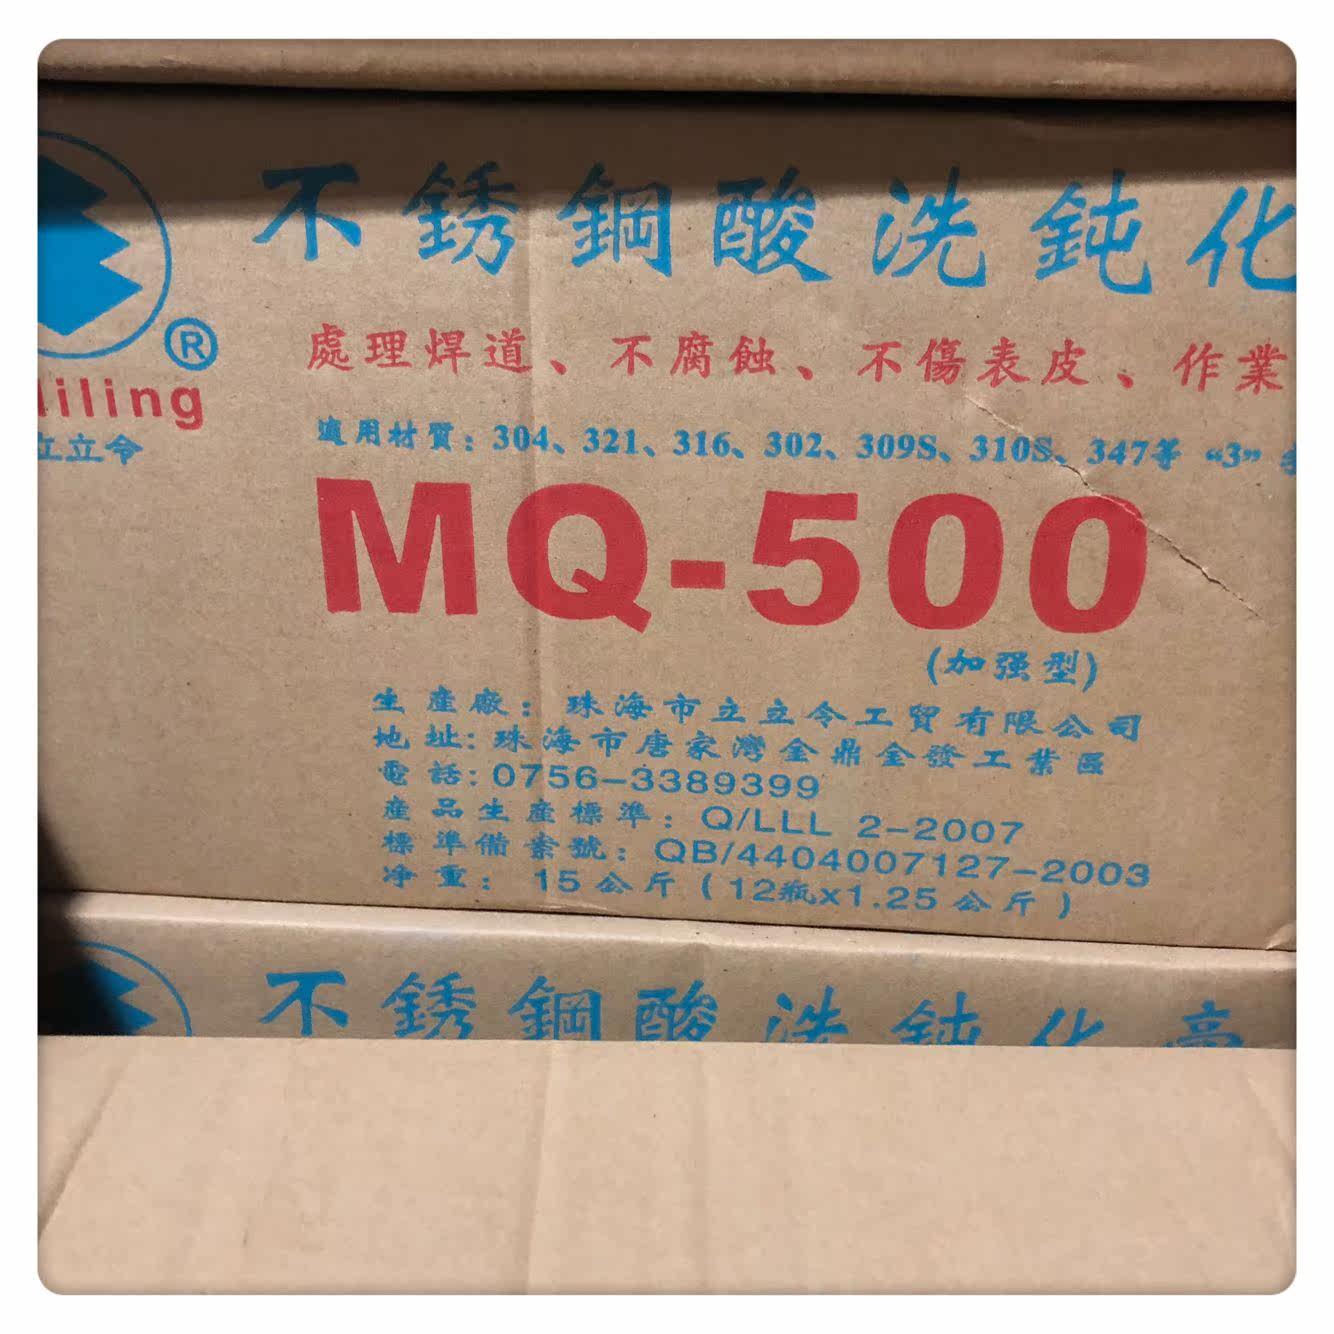 不銹鋼酸洗鈍化
®
liling
立立令
處理焊道、不腐蝕、不傷表皮、作業
適用材質：304、321、316、302、309S、310S、347等 “3”
MQ-500
(加强型)
生產廠：珠海市立立令工貿有限公司
地址：珠海市唐家灣金鼎金發工業區
電話：0756-3389399
產品生產標準：Q/LLL 2-2007
標準備案號：QB/4404007127-2003
净重：15公斤(12瓶x1.25公斤)
不銹鋼酸洗鈍化膏